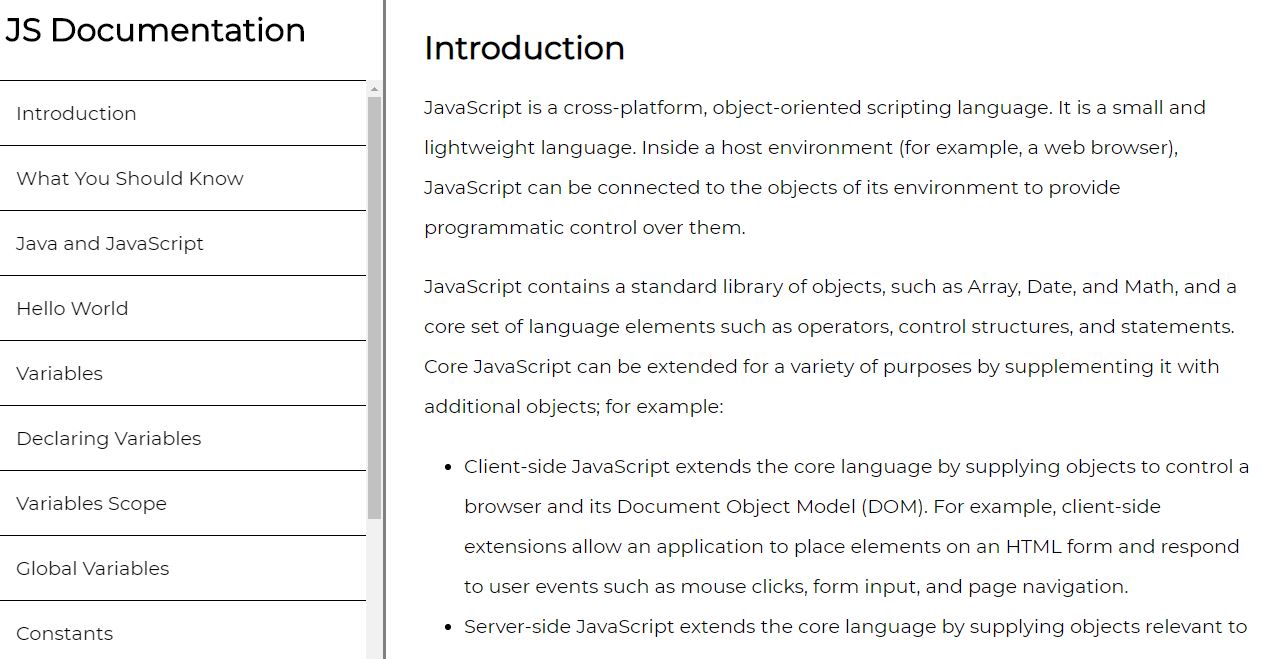 JS Documentation
Introduction
What You Should Know
Java and JavaScript
Hello World
Variables
Declaring Variables
Variables Scope
Global Variables
Constants
Introduction
JavaScript is a cross-platform, object-oriented scripting language. It is a small and
lightweight language. Inside a host environment (for example, a web browser),
JavaScript can be connected to the objects of its environment to provide
programmatic control over them.
JavaScript contains a standard library of objects, such as Array, Date, and Math, and a
core set of language elements such as operators, control structures, and statements.
Core JavaScript can be extended for a variety of purposes by supplementing it with
additional objects; for example:
• Client-side JavaScript extends the core language by supplying objects to control a
browser and its Document Object Model (DOM). For example, client-side
extensions allow an application to place elements on an HTML form and respond
to user events such as mouse clicks, form input, and page navigation.
• Server-side JavaScript extends the core language by supplying objects relevant to